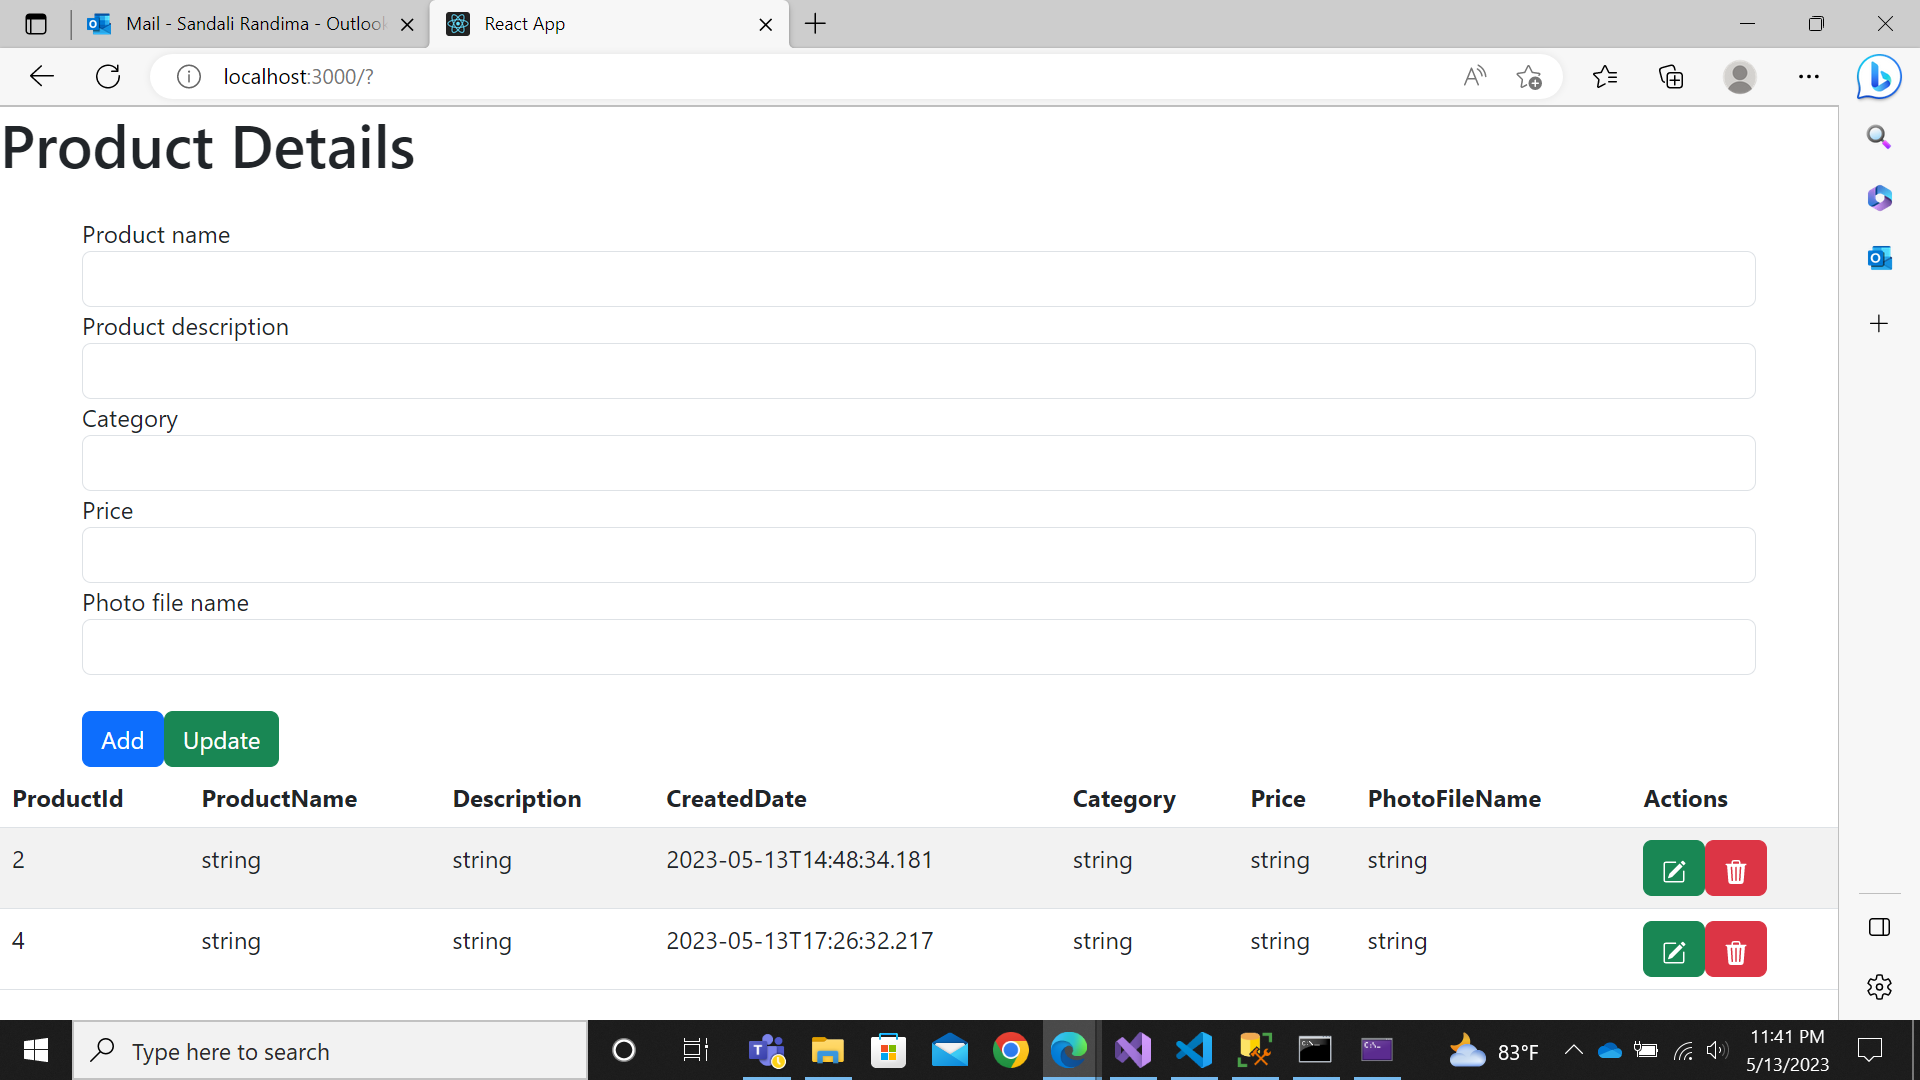 Mail - Sandali Randima - Outlook
React App
localhost:3000/?
Product Details
Product name
Product description
Category
Price
Photo file name
Add Update
ProductId ProductName Description CreatedDate Category Price PhotoFileName Actions
2 string string 2023-05-13T14:48:34.181 string string string
4 string string 2023-05-13T17:26:32.217 string string string
Type here to search
83°F
11:41 PM
5/13/2023